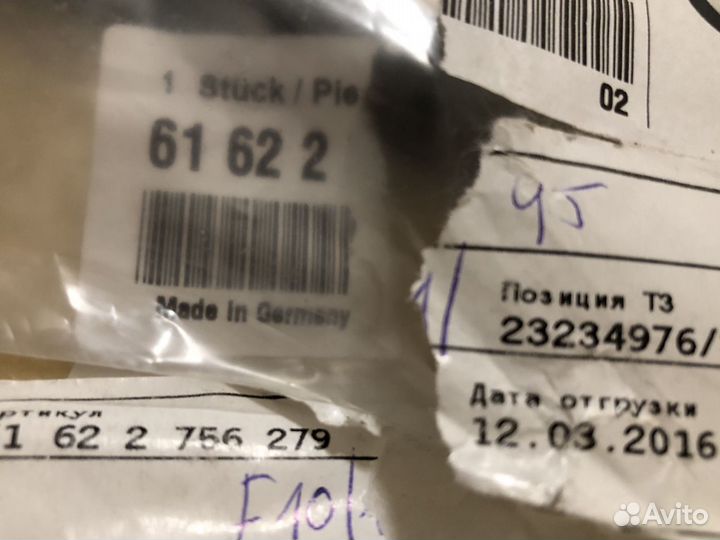 1 Stück / Pie
61 62 2
Made in Germany
02
45
Позиция ТЗ
23234976/
Дата отгрузки
12.03.2016
ртикул
1 62 2 756 279
F10
Avito